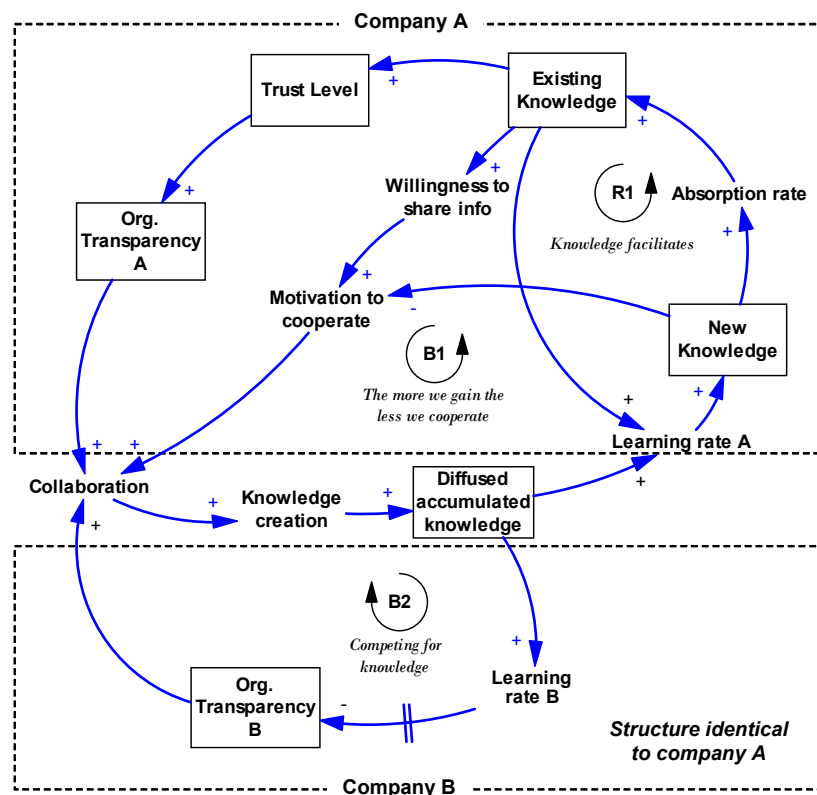 Company A
Trust Level
Existing
Knowledge
+
+
+
+
Willingness to
share info
R1
Absorption rate
Knowledge facilitates
+
Org.
Transparency
A
+
+
-
Motivation to
cooperate
New
Knowledge
B1
The more we gain the
less we cooperate
+
+
+
+
Learning rate A
Collaboration
+
+
+
+
Knowledge
creation
Diffused
accumulated
knowledge
B2
Competing for
knowledge
+
Learning
rate B
-
Org.
Transparency
B
Structure identical
to company A
Company B